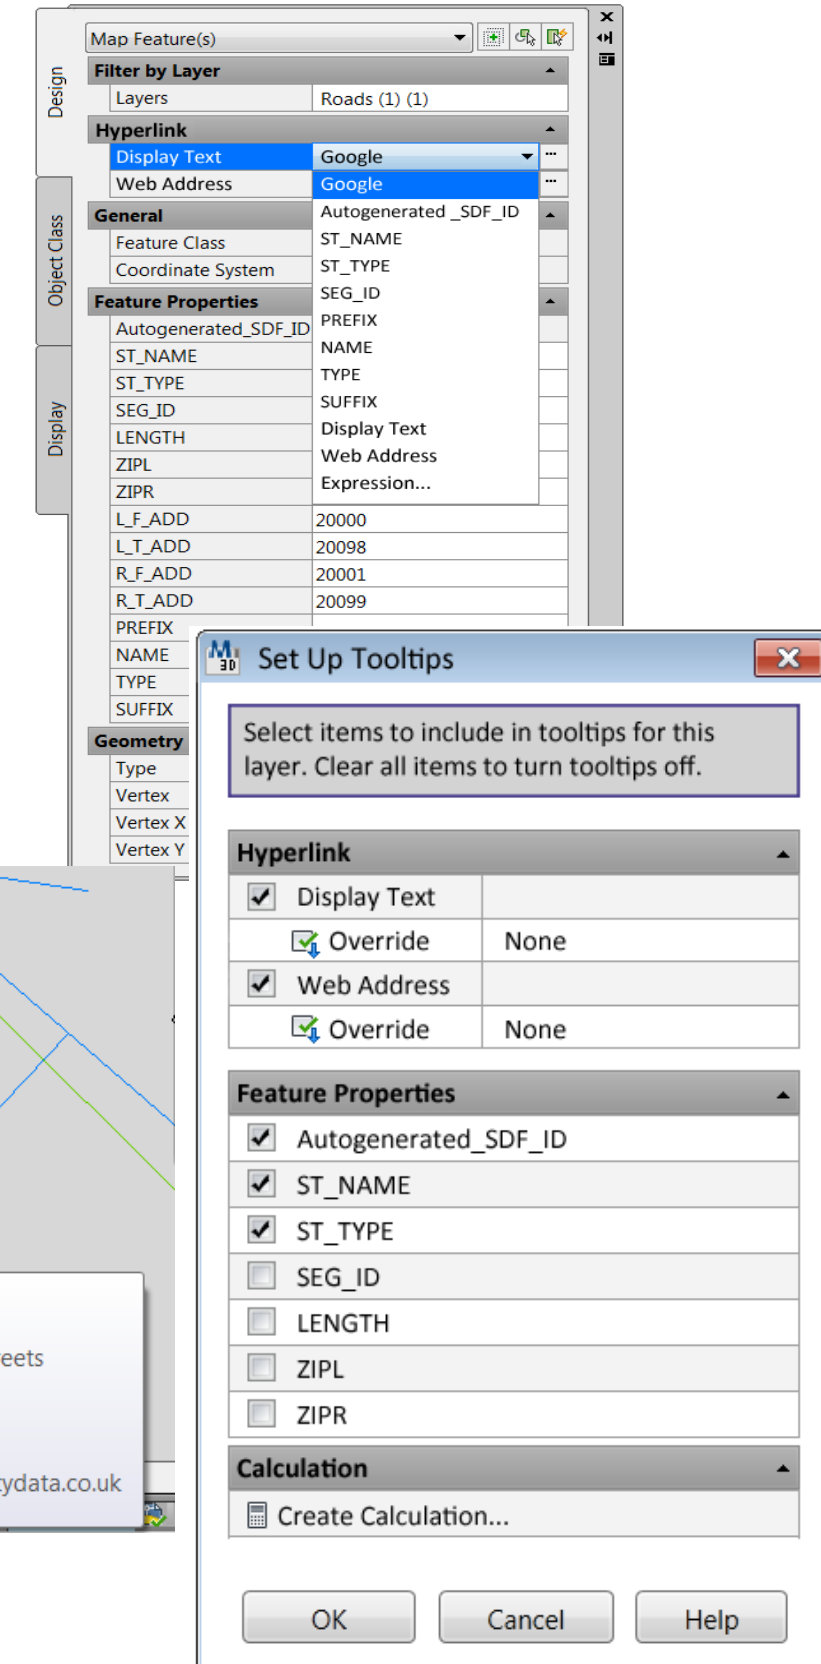 Map Feature(s)
Design
Object Class
Display
Filter by Layer
Layers Roads (1) (1)
Hyperlink
Display Text Google
Web Address
Google
Autogenerated _SDF_ID
ST_NAME
ST_TYPE
SEG_ID
PREFIX
NAME
TYPE
SUFFIX
Display Text
Web Address
Expression...
General
Feature Class
Coordinate System
Feature Properties
Autogenerated_SDF_ID
ST_NAME
ST_TYPE
SEG_ID
LENGTH
ZIPL
ZIPR
L_F_ADD 20000
L_T_ADD 20098
R_F_ADD 20001
R_T_ADD 20099
PREFIX
NAME
TYPE
SUFFIX
Geometry
Type
Vertex
Vertex X
Vertex Y
M 3D Set Up Tooltips
Select items to include in tooltips for this
layer. Clear all items to turn tooltips off.
Hyperlink
Display Text
Override None
Web Address
Override None
Feature Properties
Autogenerated_SDF_ID
ST_NAME
ST_TYPE
SEG_ID
LENGTH
ZIPL
ZIPR
Calculation
Create Calculation...
OK Cancel Help
eets
ydata.co.uk